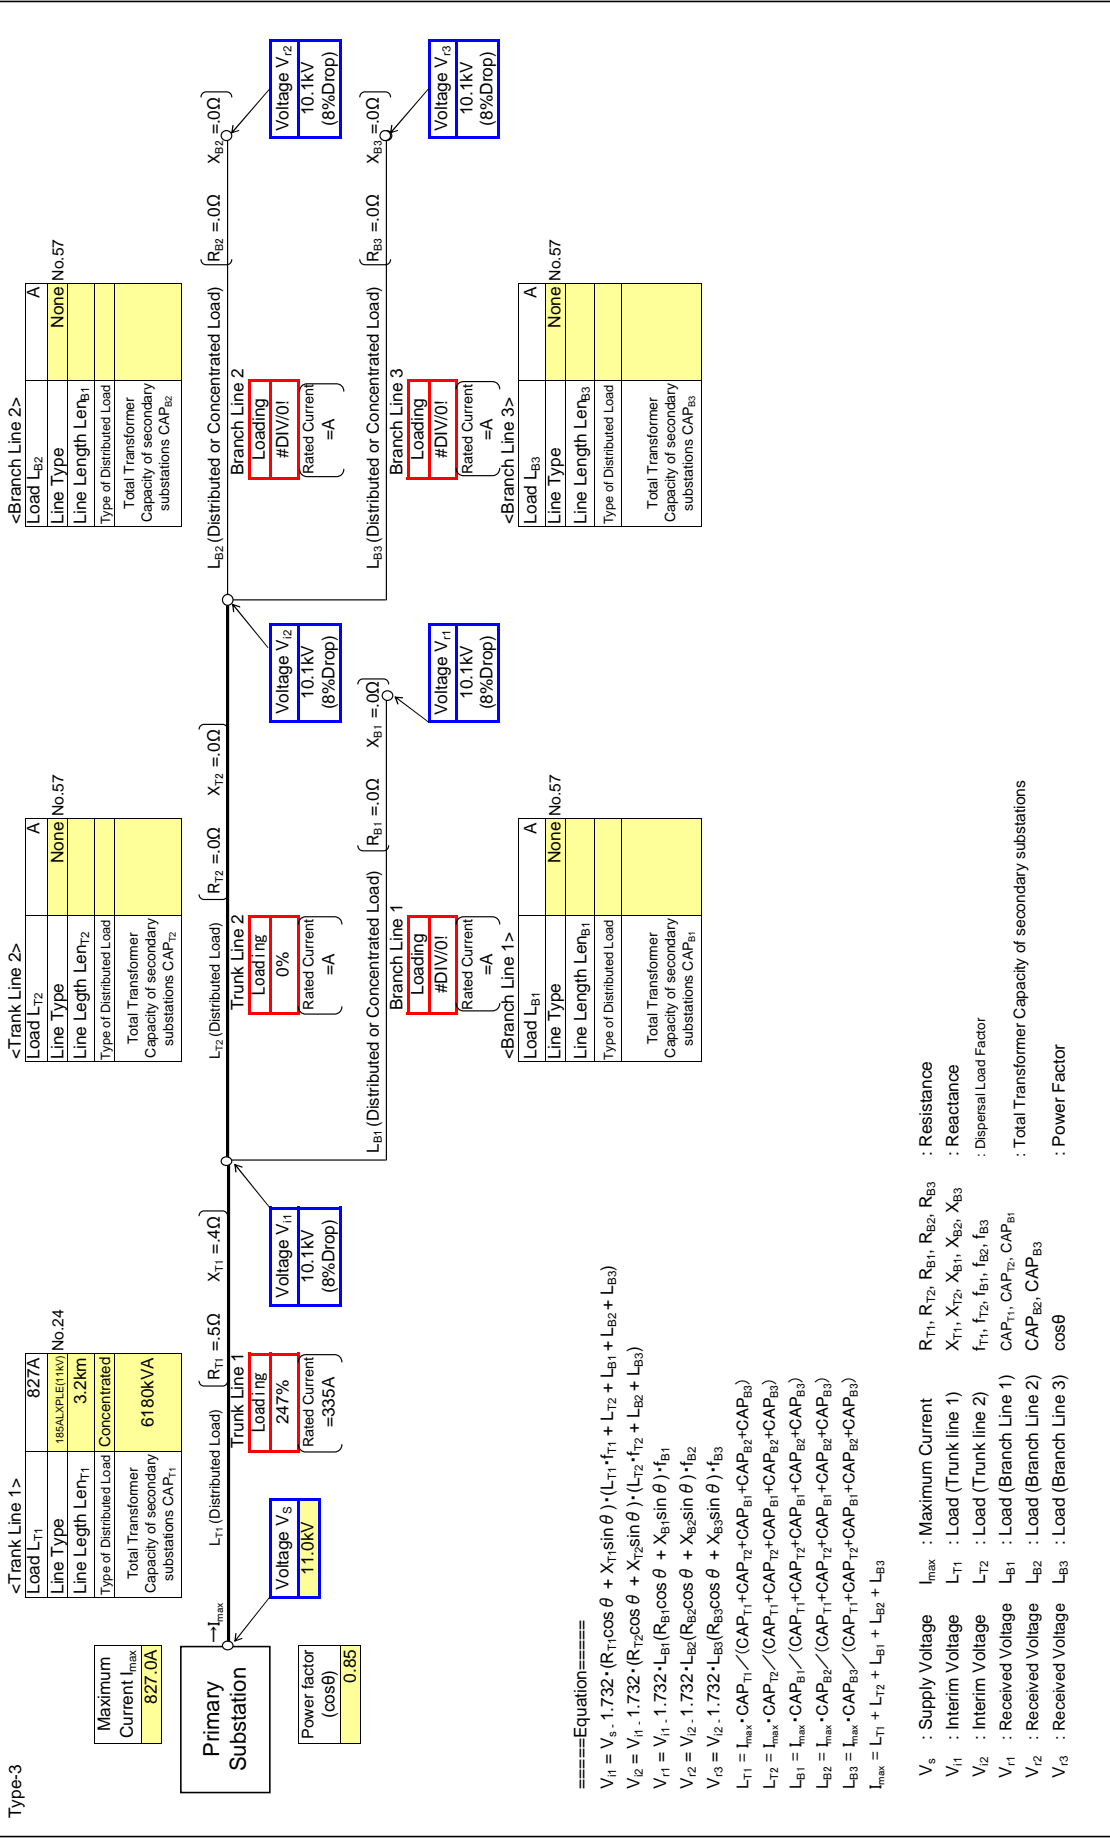 Type-3
Maximum
Current Imax
827.0A
Primary
Substation
Power factor
(cosθ)
0.85
→Imax
Voltage VS
11.0kV
<Trank Line 1>
Load LT1 827A
Line Type 185ALXPLE(11kV) No.24
Line Length LenT1 3.2km
Type of Distributed Load Concentrated
Total Transformer
Capacity of secondary
substations CAPT1
6180kVA
LT1 (Distributed Load)
RT1 =.5Ω XT1 =.4Ω
Trunk Line 1
Loading
247%
Rated Current
=335A
Voltage Vi1
10.1kV
(8%Drop)
<Trank Line 2>
Load LT2 A
Line Type None No.57
Line Legth LenT2
Type of Distributed Load
Total Transformer
Capacity of secondary
substations CAPT2
LT2 (Distributed Load)
RT2 =.0Ω XT2 =.0Ω
Trunk Line 2
Loading
0%
Rated Current
=A
Voltage Vi2
10.1kV
(8%Drop)
LB1 (Distributed or Concentrated Load)
RB1 =.0Ω XB1 =.0Ω
Branch Line 1
Loading
#DIV/0!
Rated Current
=A
Voltage Vr1
10.1kV
(8%Drop)
<Branch Line 1>
Load LB1 A
Line Type None No.57
Line Length LenB1
Type of Distributed Load
Total Transformer
Capacity of secondary
substations CAPB1
<Branch Line 2>
Load LB2 A
Line Type None No.57
Line Length LenB1
Type of Distributed Load
Total Transformer
Capacity of secondary
substations CAPB2
LB2 (Distributed or Concentrated Load)
RB2 =.0Ω XB2 =.0Ω
Branch Line 2
Loading
#DIV/0!
Rated Current
=A
Voltage Vr2
10.1kV
(8%Drop)
LB3 (Distributed or Concentrated Load)
RB3 =.0Ω XB3 =.0Ω
Branch Line 3
Loading
#DIV/0!
Rated Current
=A
Voltage Vr3
10.1kV
(8%Drop)
<Branch Line 3>
Load LB3 A
Line Type None No.57
Line Length LenB3
Type of Distributed Load
Total Transformer
Capacity of secondary
substations CAPB3
=====Equation=====
Vi1 = VS - 1.732・(RT1cosθ + XT1sinθ)・(LT1・fT1 + LT2 + LB1 + LB2 + LB3)
Vi2 = Vi1 - 1.732・(RT2cosθ + XT2sinθ)・(LT2・fT2 + LB2 + LB3)
Vr1 = Vi1 - 1.732・LB1(RB1cosθ + XB1sinθ)・fB1
Vr2 = Vi2 - 1.732・LB2(RB2cosθ + XB2sinθ)・fB2
Vr3 = Vi2 - 1.732・LB3(RB3cosθ + XB3sinθ)・fB3
LT1 = Imax・CAPT1／(CAPT1+CAPT2+CAPB1+CAPB2+CAPB3)
LT2 = Imax・CAPT2／(CAPT1+CAPT2+CAPB1+CAPB2+CAPB3)
LB1 = Imax・CAPB1／(CAPT1+CAPT2+CAPB1+CAPB2+CAPB3)
LB2 = Imax・CAPB2／(CAPT1+CAPT2+CAPB1+CAPB2+CAPB3)
LB3 = Imax・CAPB3／(CAPT1+CAPT2+CAPB1+CAPB2+CAPB3)
Imax = LT1 + LT2 + LB1 + LB2 + LB3
Vs : Supply Voltage Imax : Maximum Current RT1, RT2, RB1, RB2, RB3 : Resistance
Vi1 : Interim Voltage LT1 : Load (Trunk line 1) XT1, XT2, XB1, XB2, XB3 : Reactance
Vi2 : Interim Voltage LT2 : Load (Trunk line 2) fT1, fT2, fB1, fB2, fB3 : Dispersal Load Factor
Vr1 : Received Voltage LB1 : Load (Branch Line 1) CAPT1, CAPT2, CAPB1 : Total Transformer Capacity of secondary substations
Vr2 : Received Voltage LB2 : Load (Branch Line 2) CAPB2, CAPB3
Vr3 : Received Voltage LB3 : Load (Branch Line 3) cosθ : Power Factor